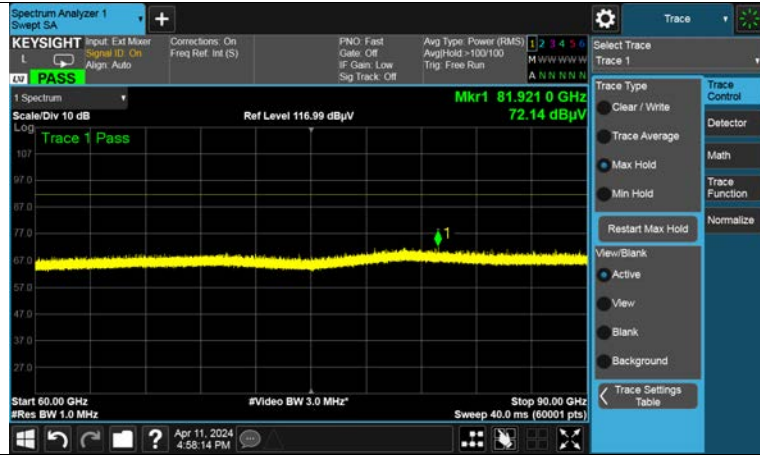 Spectrum Analyzer 1
Swept SA
Trace
KEYSIGHT
L
LXI
PASS
Input: Ext Mixer
Signal ID: On
Align: Auto
Corrections: On
Freq Ref: Int (S)
PNO: Fast
Gate: Off
IF Gain: Low
Sig Track: Off
Avg Type: Power (RMS)
Avg|Hold:>100/100
Trig: Free Run
1 2 3 4 5 6
M W W W W W
A N N N N N
Select Trace
Trace 1
1 Spectrum
Scale/Div 10 dB
Ref Level 116.99 dBµV
Mkr1 81.921 0 GHz
72.14 dBµV
Log
Trace 1 Pass
107
97.0
87.0
77.0
67.0
57.0
47.0
37.0
27.0
1
Start 60.00 GHz
#Res BW 1.0 MHz
#Video BW 3.0 MHz*
Stop 90.00 GHz
Sweep 40.0 ms (60001 pts)
Trace Type
Clear / Write
Trace Average
Max Hold
Min Hold
Restart Max Hold
View/Blank
Active
View
Blank
Background
Trace Settings
Table
Trace
Control
Detector
Math
Trace
Function
Normalize
?
Apr 11, 2024
4:58:14 PM